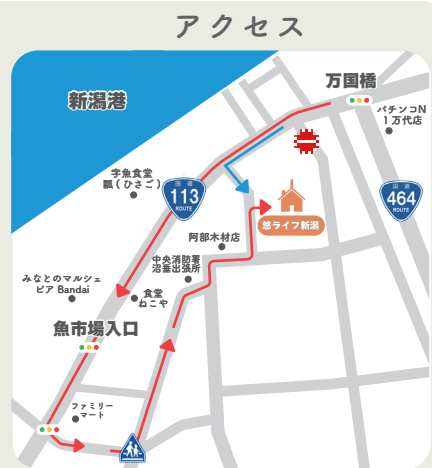 アクセス
新潟港
万国橋
パチンコN
1万代店
字魚食堂
瓢(ひさご)
国道
113
ROUTE
国道
464
ROUTE
悠ライフ新潟
阿部木材店
中央消防署
沼垂出張所
みなとのマルシェ
ピア Bandai
食堂
ねこや
魚市場入口
ファミリー
マート